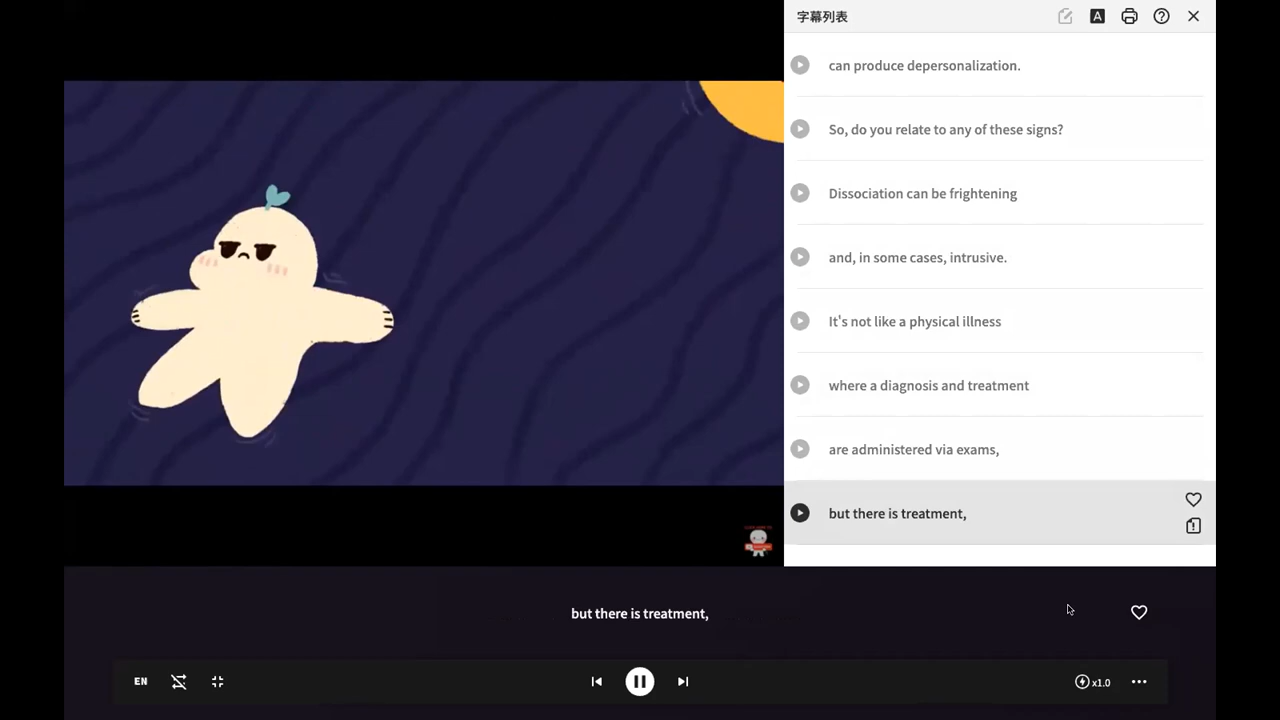 字幕列表
A
can produce depersonalization.
So, do you relate to any of these signs?
Dissociation can be frightening
and, in some cases, intrusive.
It's not like a physical illness
where a diagnosis and treatment
are administered via exams,
but there is treatment,
but there is treatment,
EN
x1.0